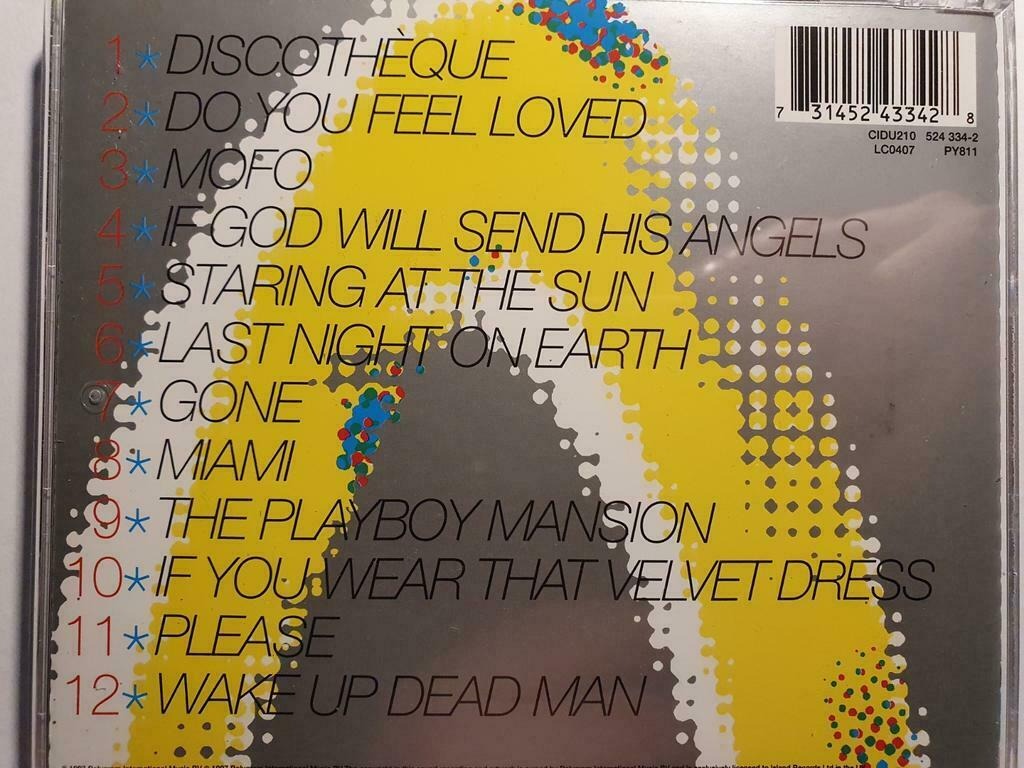 1 * DISCOTHÈQUE
2 * DO YOU FEEL LOVED
3 * MOFO
4 * IF GOD WILL SEND HIS ANGELS
5 * STARING AT THE SUN
6 * LAST NIGHT ON EARTH
7 * GONE
8 * MIAMI
9 * THE PLAYBOY MANSION
10 * IF YOU WEAR THAT VELVET DRESS
11 * PLEASE
12 * WAKE UP DEAD MAN
7 31452 43342 8
CIDU210 524 334-2
LC0407 PY811